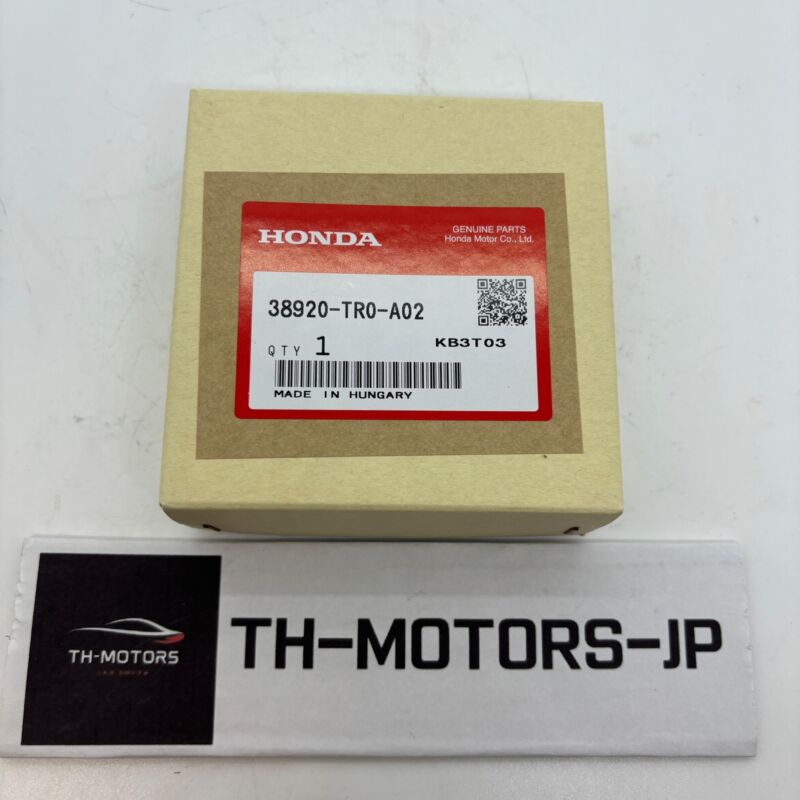 HONDA
GENUINE PARTS
Honda Motor Co., Ltd.
38920-TR0-A02
QTY 1
KB3T03
MADE IN HUNGARY
TH-MOTORS
TH-MOTORS-JP